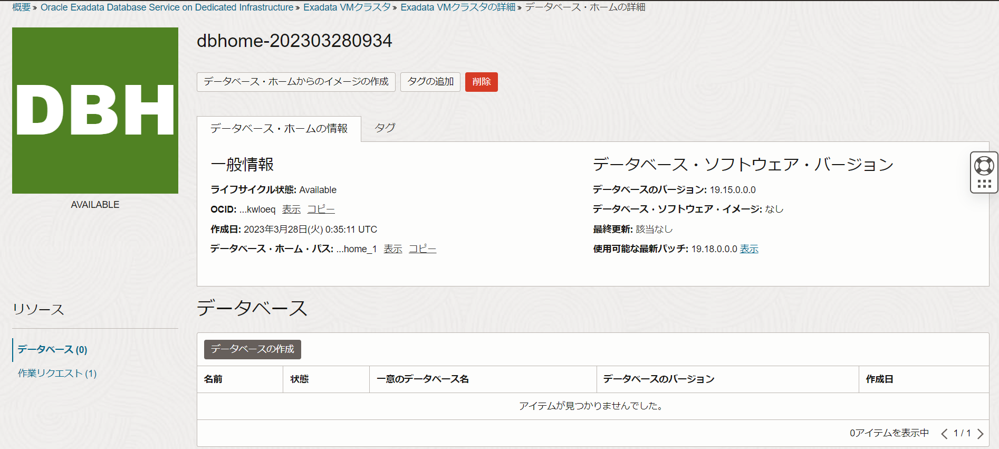 概要 » Oracle Exadata Database Service on Dedicated Infrastructure » Exadata VMクラスタ » Exadata VMクラスタの詳細 » データベース・ホームの詳細
DBH
AVAILABLE
dbhome-202303280934
データベース・ホームからのイメージの作成 タグの追加 削除
データベース・ホームの情報 タグ
一般情報
ライフサイクル状態: Available
OCID: ...kwloeq 表示 コピー
作成日: 2023年3月28日(火) 0:35:11 UTC
データベース・ホーム・パス: ...home_1 表示 コピー
データベース・ソフトウェア・バージョン
データベースのバージョン: 19.15.0.0.0
データベース・ソフトウェア・イメージ: なし
最終更新: 該当なし
使用可能な最新パッチ: 19.18.0.0.0 表示
リソース
データベース (0)
作業リクエスト (1)
データベース
データベースの作成
名前 状態 一意のデータベース名 データベースのバージョン 作成日
アイテムが見つかりませんでした。
0アイテムを表示中 1 / 1